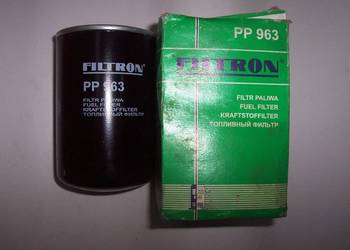 FILTRON
PP 963
FILTR PALIWA
FUEL FILTER
KRAFTSTOFFILTER
ТОПЛИВНЫЙ ФИЛЬТР
PP 963
FILTRON
FILTR PALIWA
FUEL FILTER
KRAFTSTOFFILTER
ТОПЛИВНЫЙ ФИЛЬТР